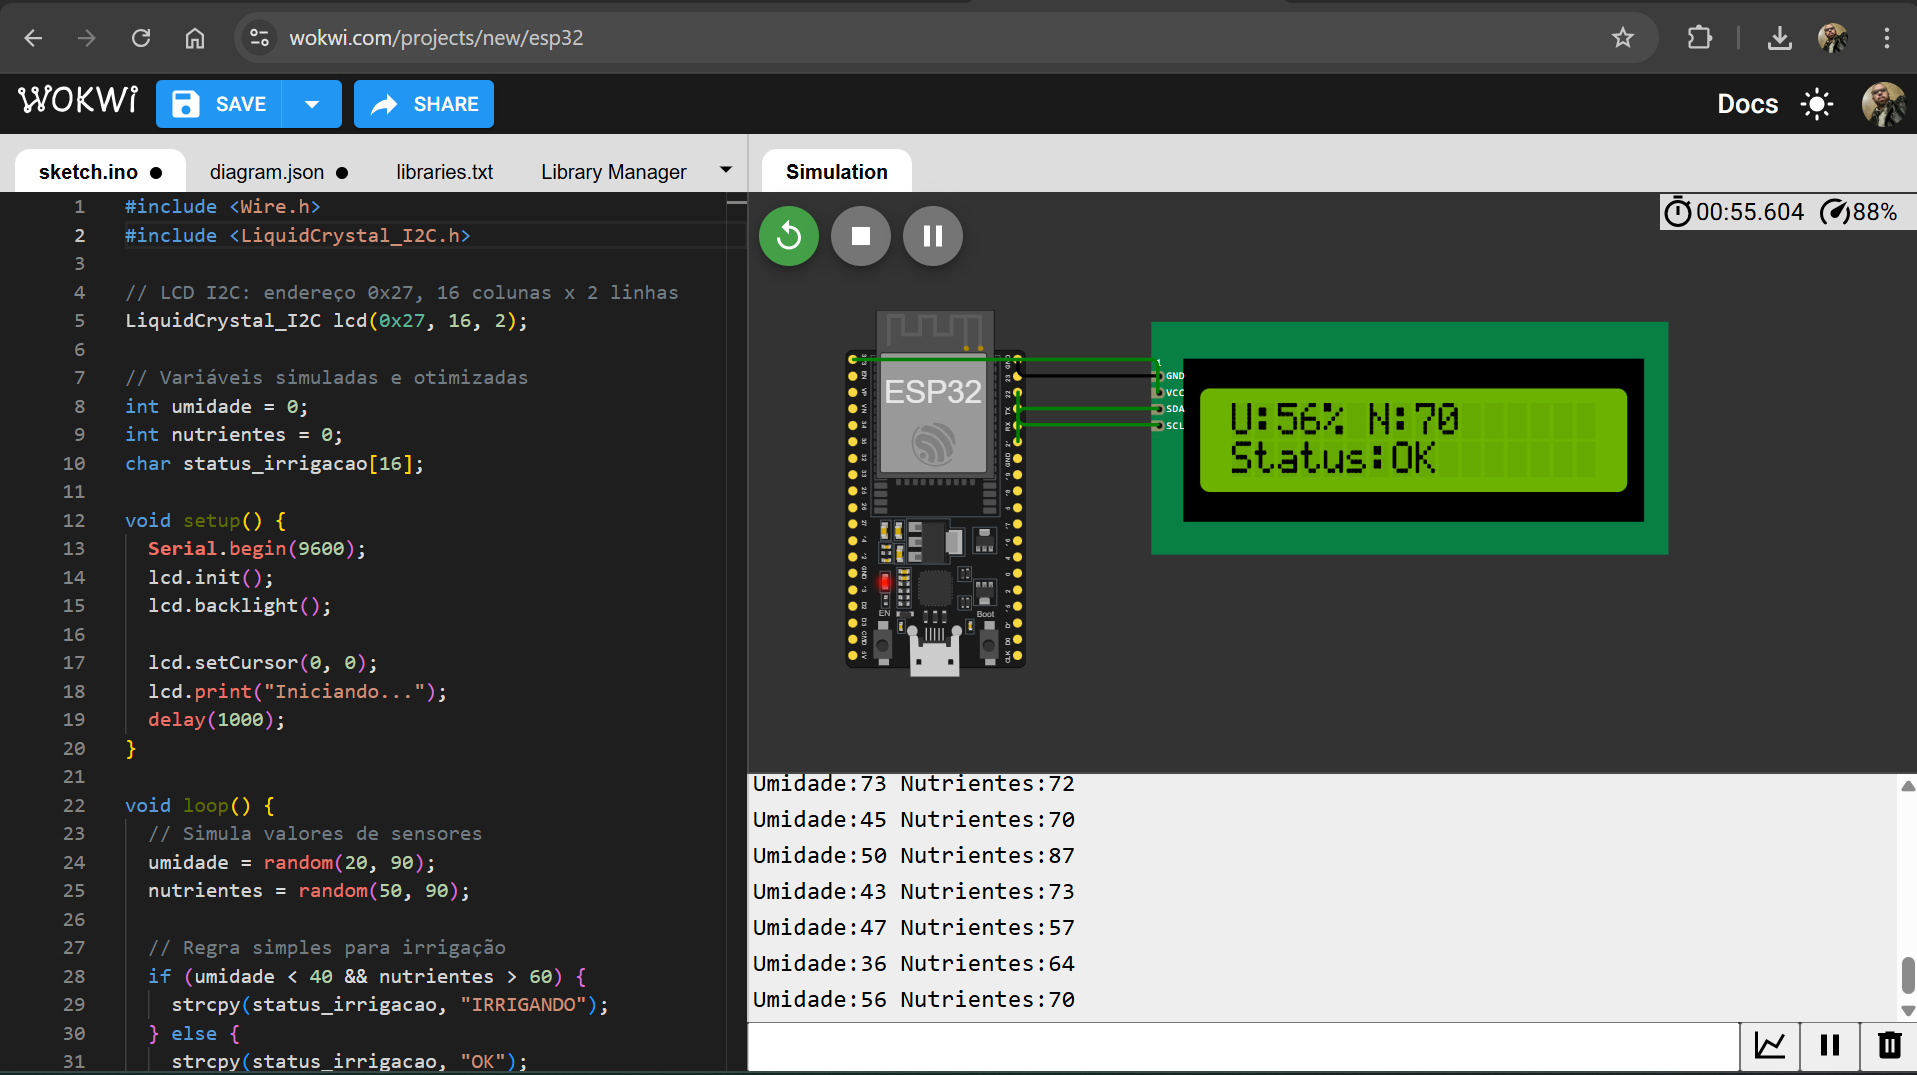 wokwi.com/projects/new/esp32
WOKWi SAVE SHARE Docs
sketch.ino ● diagram.json ● libraries.txt Library Manager
Simulation
1 #include <Wire.h>
2 #include <LiquidCrystal_I2C.h>
3
4 // LCD I2C: endereço 0x27, 16 colunas x 2 linhas
5 LiquidCrystal_I2C lcd(0x27, 16, 2);
6
7 // Variáveis simuladas e otimizadas
8 int umidade = 0;
9 int nutrientes = 0;
10 char status_irrigacao[16];
11
12 void setup() {
13 Serial.begin(9600);
14 lcd.init();
15 lcd.backlight();
16
17 lcd.setCursor(0, 0);
18 lcd.print("Iniciando...");
19 delay(1000);
20 }
21
22 void loop() {
23 // Simula valores de sensores
24 umidade = random(20, 90);
25 nutrientes = random(50, 90);
26
27 // Regra simples para irrigação
28 if (umidade < 40 && nutrientes > 60) {
29 strcpy(status_irrigacao, "IRRIGANDO");
30 } else {
31 strcpy(status_irrigacao, "OK");
00:55.604 88%
ESP32
EN
Boot
1
GND
VCC
SDA
SCL
U:56% N:70
Status:OK
Umidade:73 Nutrientes:72
Umidade:45 Nutrientes:70
Umidade:50 Nutrientes:87
Umidade:43 Nutrientes:73
Umidade:47 Nutrientes:57
Umidade:36 Nutrientes:64
Umidade:56 Nutrientes:70